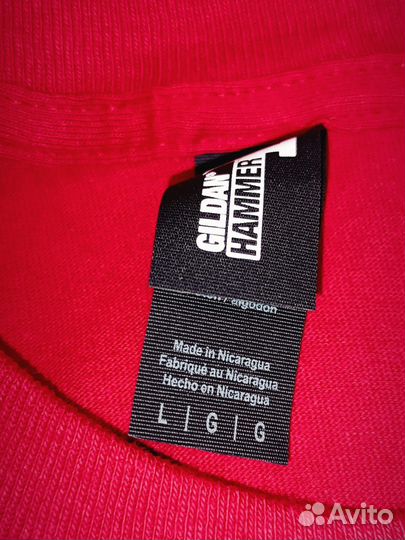 GILDAN®
HAMMER
algodón
Made in Nicaragua
Fabriqué au Nicaragua
Hecho en Nicaragua
L | G | G
Avito